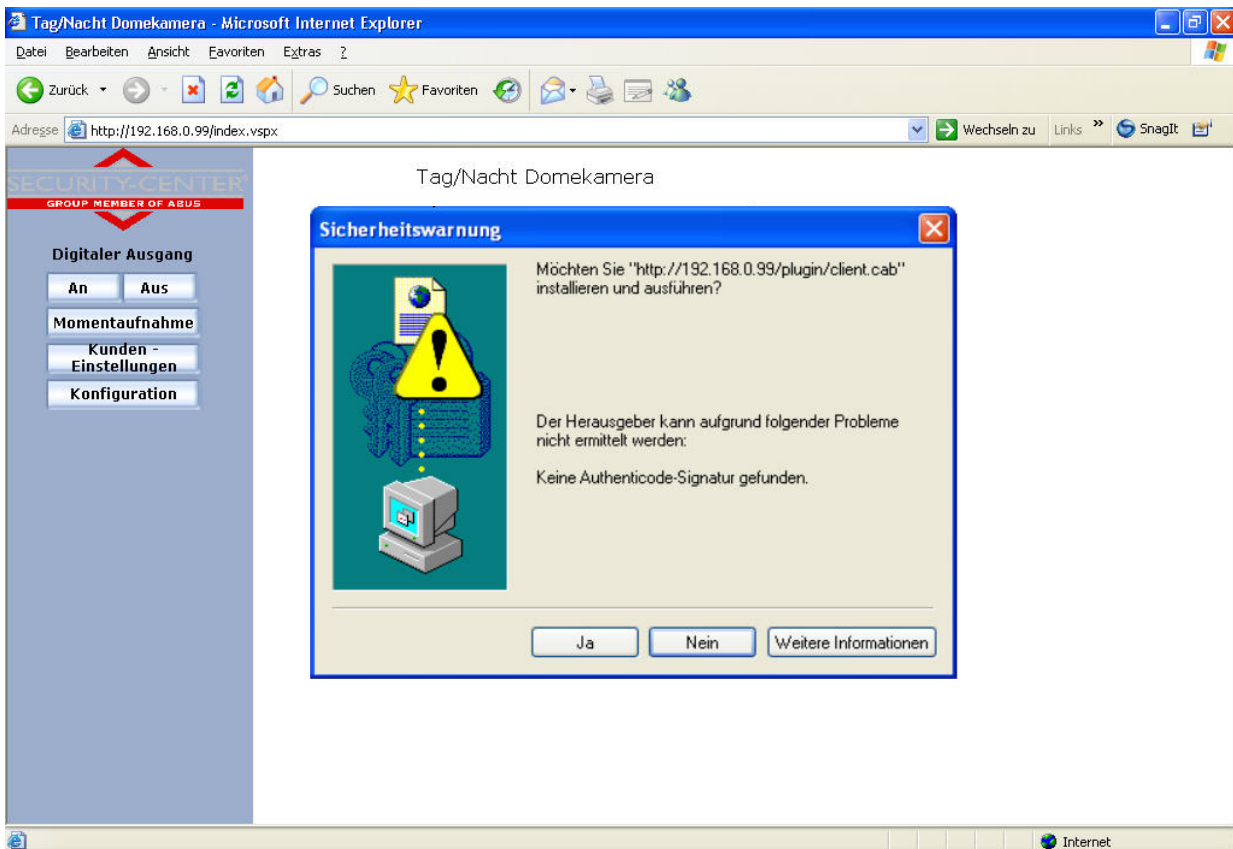 Tag/Nacht Domekamera - Microsoft Internet Explorer
Datei Bearbeiten Ansicht Favoriten Extras ?
Zurück Suchen Favoriten
Adresse http://192.168.0.99/index.vspx Wechseln zu Links » SnagIt
SECURITY-CENTER®
GROUP MEMBER OF ABUS
Digitaler Ausgang
An Aus
Momentaufnahme
Kunden -
Einstellungen
Konfiguration
Tag/Nacht Domekamera
Sicherheitswarnung
Möchten Sie "http://192.168.0.99/plugin/client.cab"
installieren und ausführen?
Der Herausgeber kann aufgrund folgender Probleme
nicht ermittelt werden:
Keine Authenticode-Signatur gefunden.
Ja Nein Weitere Informationen
Internet